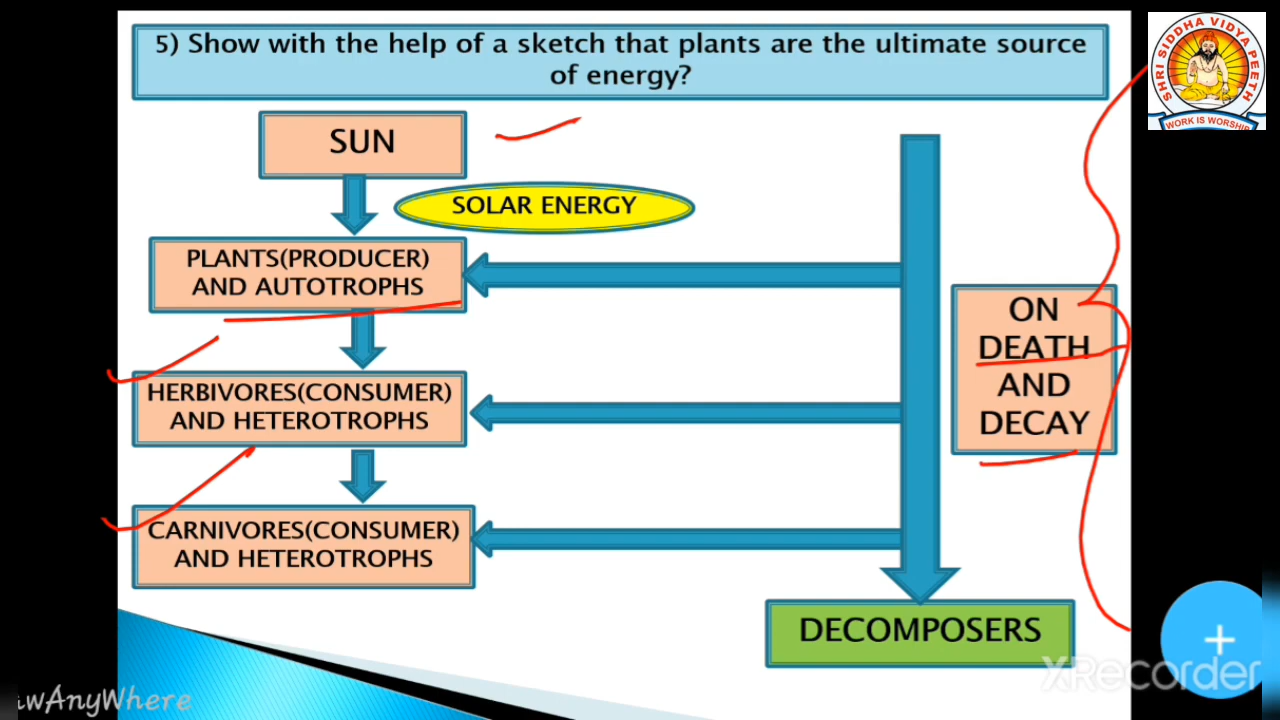 5) Show with the help of a sketch that plants are the ultimate source
of energy?
SHRI SIDDHA VIDYA PEETH
WORK IS WORSHIP
SUN
SOLAR ENERGY
PLANTS(PRODUCER)
AND AUTOTROPHS
ON
DEATH
AND
DECAY
HERBIVORES(CONSUMER)
AND HETEROTROPHS
CARNIVORES(CONSUMER)
AND HETEROTROPHS
DECOMPOSERS
XRecorder
wAnyWhere